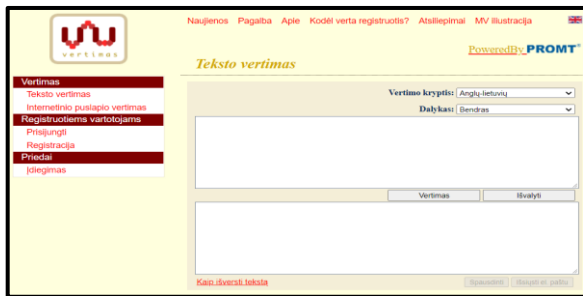 Naujienos Pagalba Apie Kodėl verta registruotis? Atsiliepimai MV iliustracija
vertimas
PoweredBy PROMT®
Teksto vertimas
Vertimas
Teksto vertimas
Internetinio puslapio vertimas
Registruotiems vartotojams
Prisijungti
Registracija
Priedai
Įdiegimas
Vertimo kryptis: Anglų-lietuvių
Dalykas: Bendras
Vertimas Išvalyti
Kaip išversti tekstą
Spausdinti Išsiųsti el. paštu